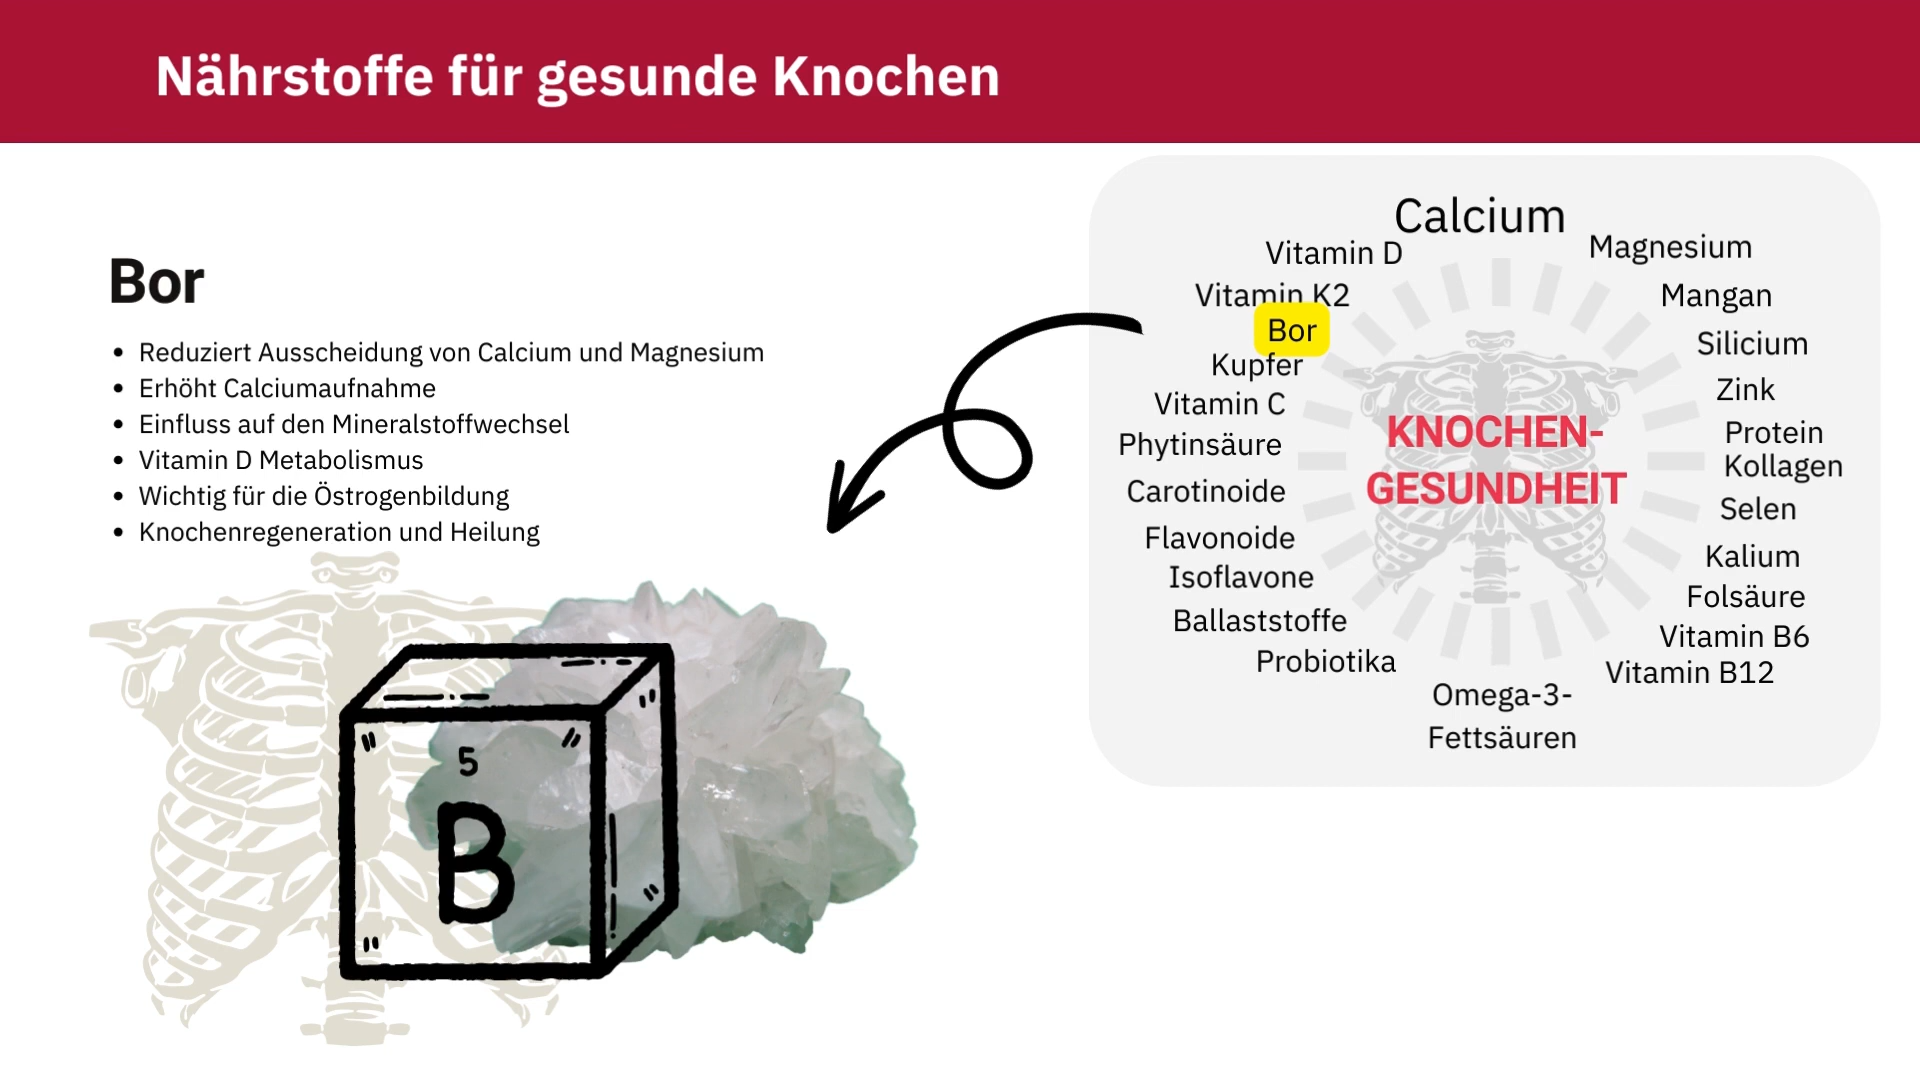 Nährstoffe für gesunde Knochen
Bor
Reduziert Ausscheidung von Calcium und Magnesium
Erhöht Calciumaufnahme
Einfluss auf den Mineralstoffwechsel
Vitamin D Metabolismus
Wichtig für die Östrogenbildung
Knochenregeneration und Heilung
5
B
Calcium
Vitamin D
Vitamin K2
Bor
Kupfer
Vitamin C
Phytinsäure
Carotinoide
Flavonoide
Isoflavone
Ballaststoffe
Probiotika
Omega-3-
Fettsäuren
Magnesium
Mangan
Silicium
Zink
Protein
Kollagen
Selen
Kalium
Folsäure
Vitamin B6
Vitamin B12
KNOCHEN-
GESUNDHEIT